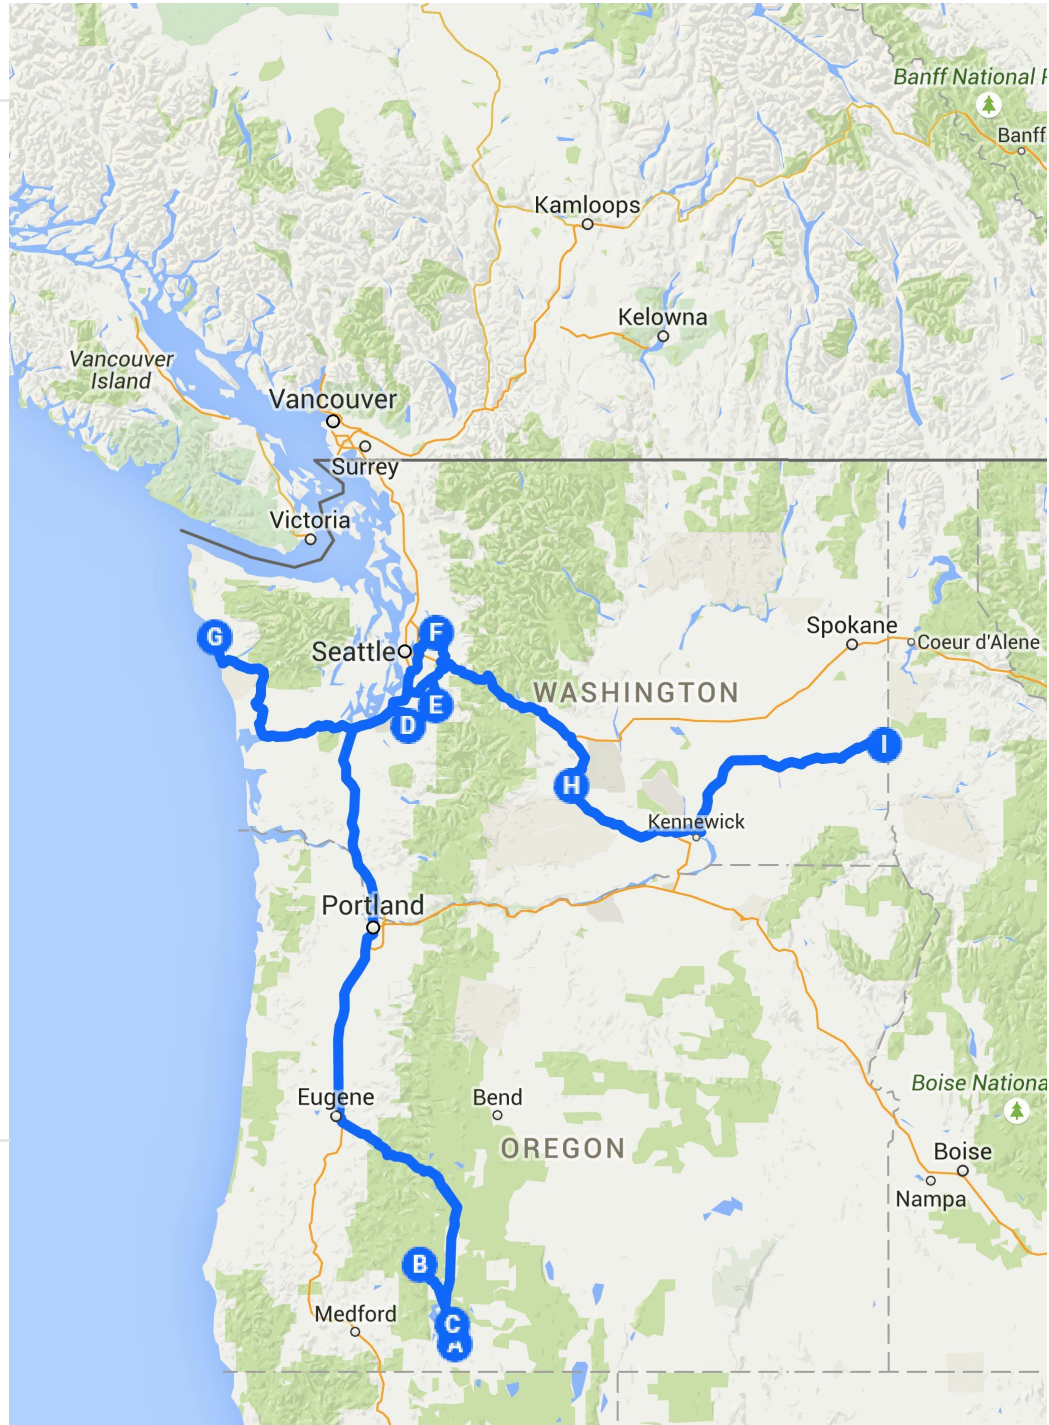 Banff National
Banff
Kamloops
Kelowna
Vancouver
Island
Vancouver
Surrey
Victoria
G
F
Seattle
Spokane
Coeur d'Alene
WASHINGTON
E
D
I
H
Kennewick
Portland
Eugene
Bend
OREGON
Boise Nationa
Boise
Nampa
B
Medford
C
A